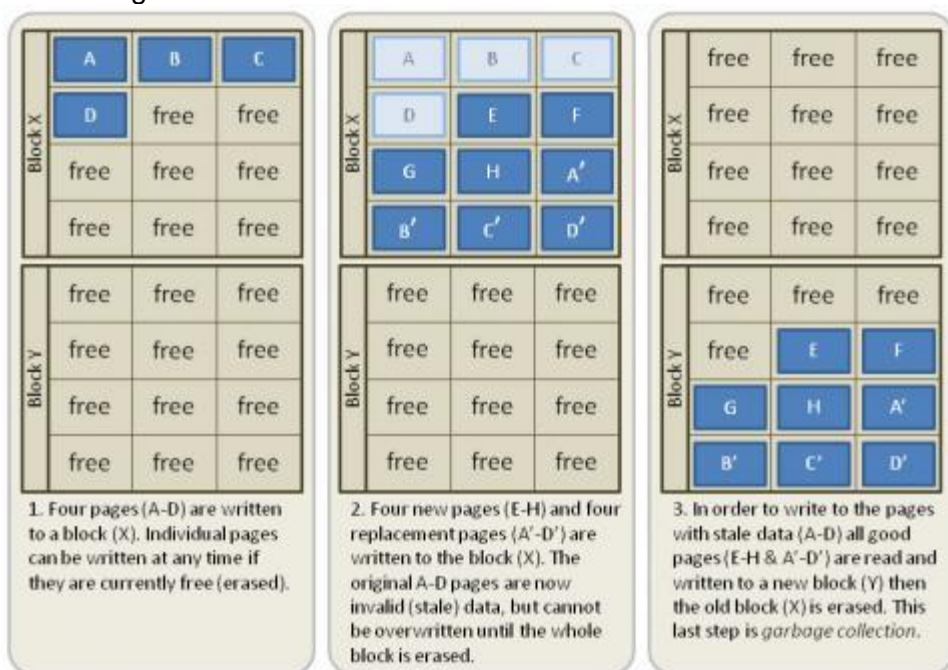 Block X
A B C
D free free
free free free
free free free
Block Y
free free free
free free free
free free free
free free free
1. Four pages (A-D) are written
to a block (X). Individual pages
can be written at any time if
they are currently free (erased).
Block X
A B C
D E F
G H A'
B' C' D'
Block Y
free free free
free free free
free free free
free free free
2. Four new pages (E-H) and four
replacement pages (A'-D') are
written to the block (X). The
original A-D pages are now
invalid (stale) data, but cannot
be overwritten until the whole
block is erased.
Block X
free free free
free free free
free free free
free free free
Block Y
free free free
free E F
G H A'
B' C' D'
3. In order to write to the pages
with stale data (A-D) all good
pages (E-H & A'-D') are read and
written to a new block (Y) then
the old block (X) is erased. This
last step is garbage collection.